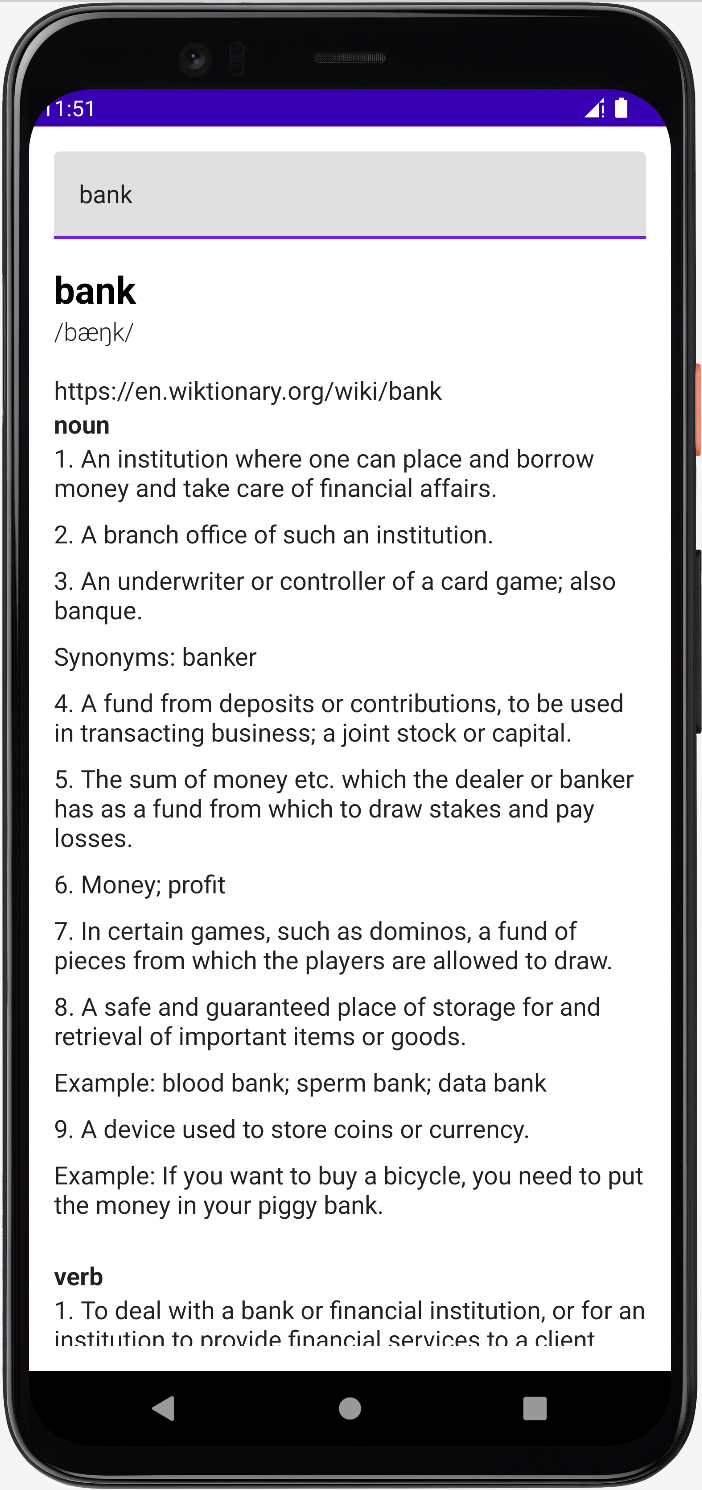 11:51
bank
bank
/bæŋk/
https://en.wiktionary.org/wiki/bank
noun
1. An institution where one can place and borrow
money and take care of financial affairs.
2. A branch office of such an institution.
3. An underwriter or controller of a card game; also
banque.
Synonyms: banker
4. A fund from deposits or contributions, to be used
in transacting business; a joint stock or capital.
5. The sum of money etc. which the dealer or banker
has as a fund from which to draw stakes and pay
losses.
6. Money; profit
7. In certain games, such as dominos, a fund of
pieces from which the players are allowed to draw.
8. A safe and guaranteed place of storage for and
retrieval of important items or goods.
Example: blood bank; sperm bank; data bank
9. A device used to store coins or currency.
Example: If you want to buy a bicycle, you need to put
the money in your piggy bank.
verb
1. To deal with a bank or financial institution, or for an
institution to provide financial services to a client